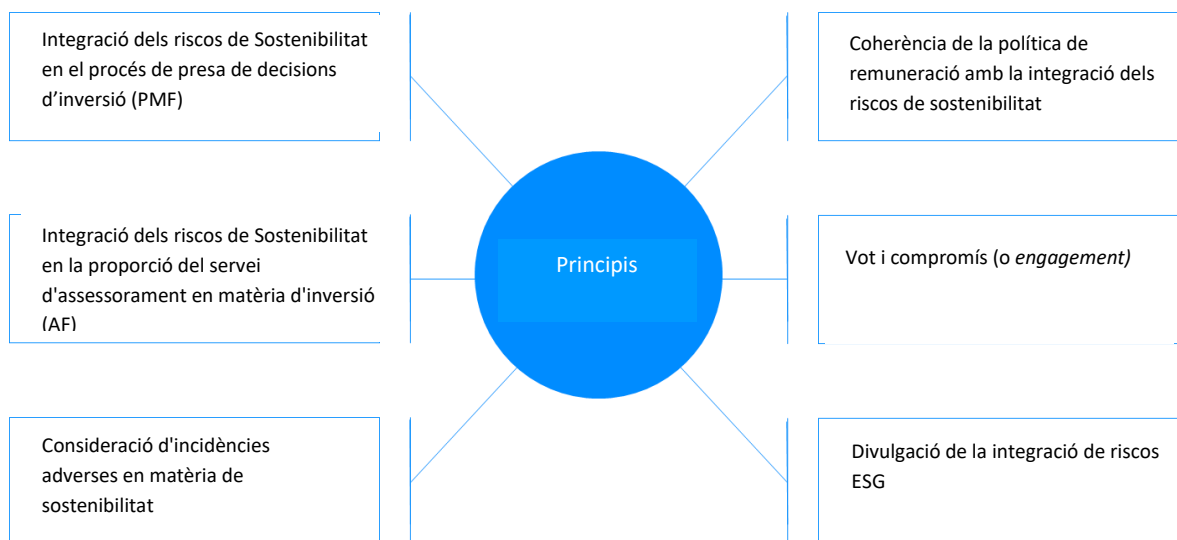 Integració dels riscos de Sostenibilitat
en el procés de presa de decisions
d’inversió (PMF)
Integració dels riscos de Sostenibilitat
en la proporció del servei
d'assessorament en matèria d'inversió
(AF)
Consideració d'incidències
adverses en matèria de
sostenibilitat
Principis
Coherència de la política de
remuneració amb la integració dels
riscos de sostenibilitat
Vot i compromís (o engagement)
Divulgació de la integració de riscos
ESG